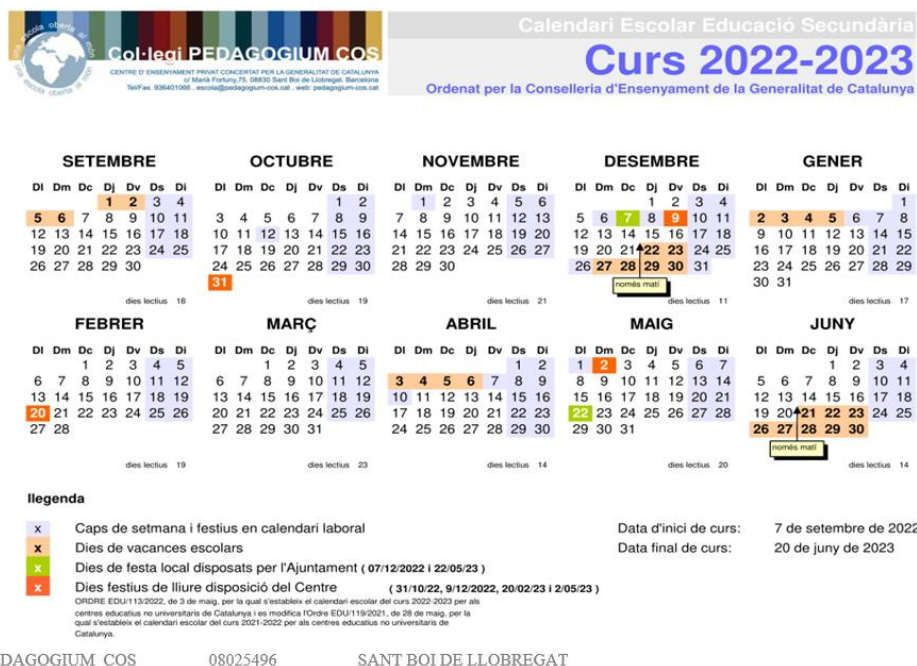 una escola oberta al món
una escola oberta al món
Col·legi PEDAGOGIUM COS
CENTRE D'ENSENYAMENT PRIVAT CONCERTAT PER LA GENERALITAT DE CATALUNYA
c/ Marià Fortuny,75. 08830 Sant Boi de Llobregat. Barcelona
Tel/Fax. 936401066 . escola@pedagogium-cos.cat . web: pedagogium-cos.cat
Calendari Escolar Educació Secundària
Curs 2022-2023
Ordenat per la Conselleria d'Ensenyament de la Generalitat de Catalunya
SETEMBRE
Dl Dm Dc Dj Dv Ds Di
1 2 3 4
5 6 7 8 9 10 11
12 13 14 15 16 17 18
19 20 21 22 23 24 25
26 27 28 29 30
dies lectius 18
OCTUBRE
Dl Dm Dc Dj Dv Ds Di
1 2
3 4 5 6 7 8 9
10 11 12 13 14 15 16
17 18 19 20 21 22 23
24 25 26 27 28 29 30
31
dies lectius 19
NOVEMBRE
Dl Dm Dc Dj Dv Ds Di
1 2 3 4 5 6
7 8 9 10 11 12 13
14 15 16 17 18 19 20
21 22 23 24 25 26 27
28 29 30
dies lectius 21
DESEMBRE
Dl Dm Dc Dj Dv Ds Di
1 2 3 4
5 6 7 8 9 10 11
12 13 14 15 16 17 18
19 20 21 22 23 24 25
26 27 28 29 30 31
només matí
dies lectius 11
GENER
Dl Dm Dc Dj Dv Ds Di
1
2 3 4 5 6 7 8
9 10 11 12 13 14 15
16 17 18 19 20 21 22
23 24 25 26 27 28 29
30 31
dies lectius 17
FEBRER
Dl Dm Dc Dj Dv Ds Di
1 2 3 4 5
6 7 8 9 10 11 12
13 14 15 16 17 18 19
20 21 22 23 24 25 26
27 28
dies lectius 19
MARÇ
Dl Dm Dc Dj Dv Ds Di
1 2 3 4 5
6 7 8 9 10 11 12
13 14 15 16 17 18 19
20 21 22 23 24 25 26
27 28 29 30 31
dies lectius 23
ABRIL
Dl Dm Dc Dj Dv Ds Di
1 2
3 4 5 6 7 8 9
10 11 12 13 14 15 16
17 18 19 20 21 22 23
24 25 26 27 28 29 30
dies lectius 14
MAIG
Dl Dm Dc Dj Dv Ds Di
1 2 3 4 5 6 7
8 9 10 11 12 13 14
15 16 17 18 19 20 21
22 23 24 25 26 27 28
29 30 31
dies lectius 20
JUNY
Dl Dm Dc Dj Dv Ds Di
1 2 3 4
5 6 7 8 9 10 11
12 13 14 15 16 17 18
19 20 21 22 23 24 25
26 27 28 29 30
només matí
dies lectius 14
llegenda
x Caps de setmana i festius en calendari laboral
x Dies de vacances escolars
x Dies de festa local disposats per l'Ajuntament ( 07/12/2022 i 22/05/23 )
x Dies festius de lliure disposició del Centre ( 31/10/22, 9/12/2022, 20/02/23 i 2/05/23 )
Data d'inici de curs: 7 de setembre de 2022
Data final de curs: 20 de juny de 2023
ORDRE EDU/113/2022, de 3 de maig, per la qual s'estableix el calendari escolar del curs 2022-2023 per als
centres educatius no universitaris de Catalunya i es modifica l'Ordre EDU/119/2021, de 28 de maig, per la
qual s'estableix el calendari escolar del curs 2021-2022 per als centres educatius no universitaris de
Catalunya.
DAGOGIUM COS 08025496 SANT BOI DE LLOBREGAT